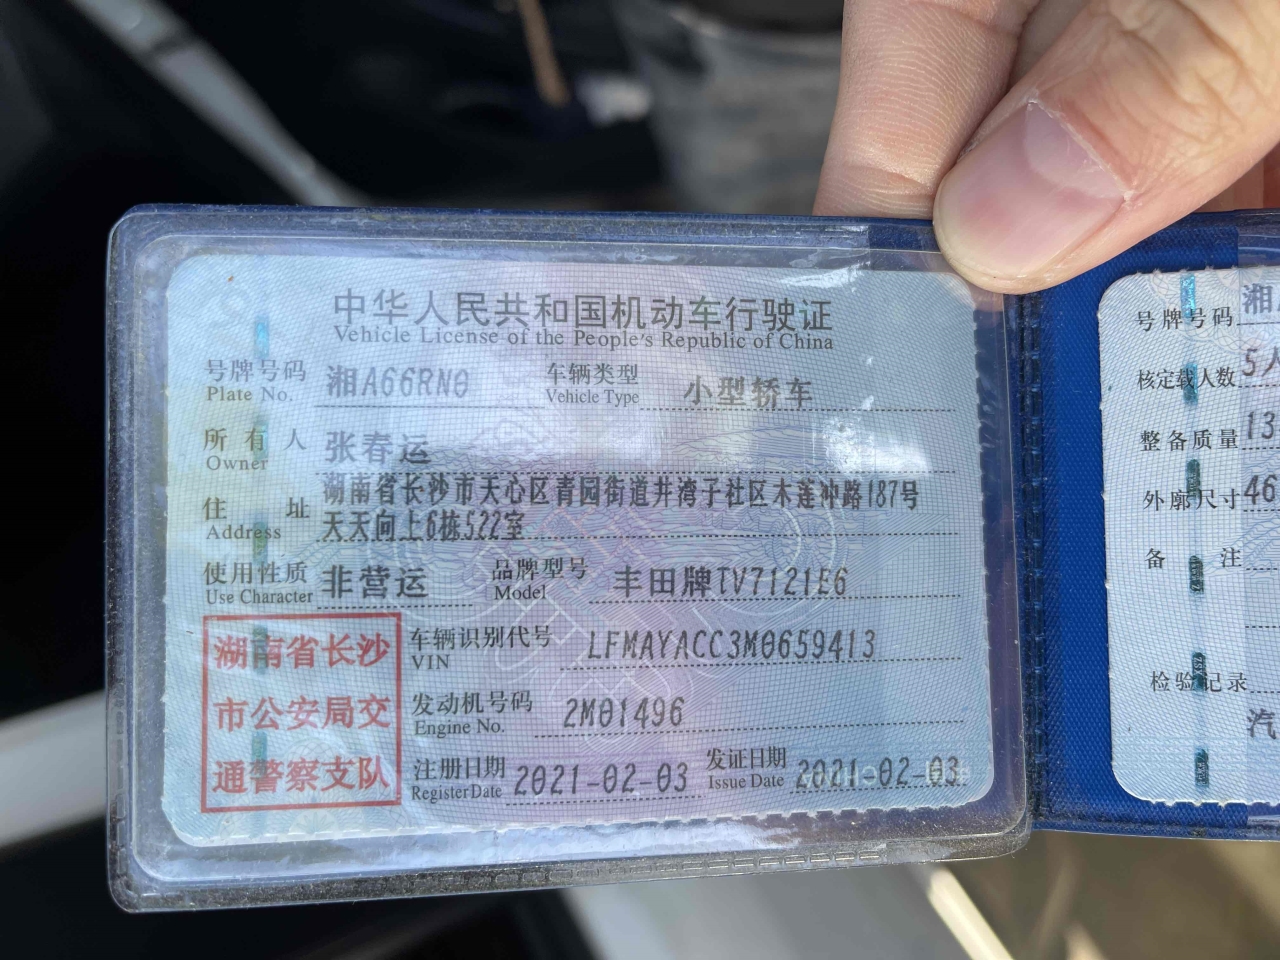 中华人民共和国机动车行驶证
Vehicle License of the People's Republic of China
号牌号码 湘A66RN0 车辆类型 小型轿车
Plate No. Vehicle Type
所有人 张春运
Owner
住址 湖南省长沙市天心区青园街道井湾子社区木莲冲路187号
Address 天天向上6栋522室
使用性质 非营运 品牌型号 丰田牌TV7121E6
Use Character Model
车辆识别代号 LFMAYACC3M0659413
VIN
发动机号码 2M01496
Engine No.
注册日期 2021-02-03 发证日期 2021-02-03
Register Date Issue Date
湖南省长沙
市公安局交
通警察支队
号牌号码 湘
核定载人数 5人
整备质量 13
外廓尺寸 46
备注
检验记录
汽